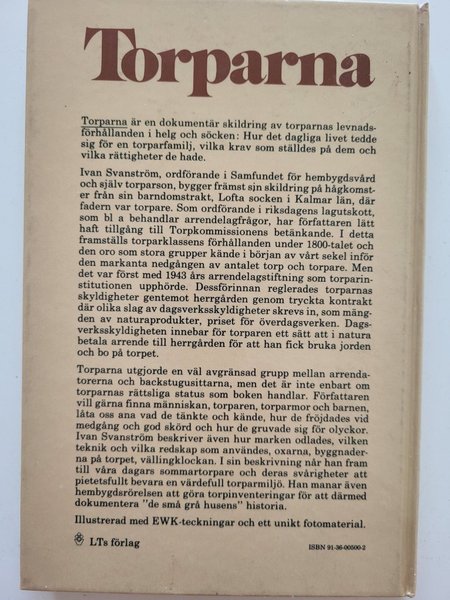 Torparna
Torparna är en dokumentär skildring av torparnas levnads-
förhållanden i helg och söcken: Hur det dagliga livet tedde
sig för en torparfamilj, vilka krav som ställdes på dem och
vilka rättigheter de hade.
Ivan Svanström, ordförande i Samfundet för hembygdsvård
och själv torparson, bygger främst sin skildring på hågkomst-
er från sin barndomstrakt, Lofta socken i Kalmar län, där
fadern var torpare. Som ordförande i riksdagens lagutskott,
som bl a behandlar arrendelagfrågor, har författaren lätt
haft tillgång till Torpkommissionens betänkande. I detta
framställs torparklassens förhållanden under 1800-talet och
den oro som stora grupper kände i början av vårt sekel inför
den markanta nedgången av antalet torp och torpare. Men
det var först med 1943 års arrendelagstiftning som torparin-
stitutionen upphörde. Dessförinnan reglerades torparnas
skyldigheter gentemot herrgården genom tryckta kontrakt
där olika slag av dagsverksskyldigheter skrevs in, som mäng-
den av naturaprodukter, priset för överdagsverken. Dags-
verksskyldigheten innebar för torparen ett sätt att i natura
betala arrende till herrgården för att han fick bruka jorden
och bo på torpet.
Torparna utgjorde en väl avgränsad grupp mellan arrenda-
torerna och backstugusittarna, men det är inte enbart om
torparnas rättsliga status som boken handlar. Författaren
vill gärna finna människan, torparen, torparmor och barnen,
låta oss ana vad de tänkte och kände, hur de fröjdades vid
medgång och god skörd och hur de gruvade sig för olyckor.
Ivan Svanström beskriver även hur marken odlades, vilken
teknik och vilka redskap som användes, oxarna, byggnader-
na på torpet, vällingklockan. I sin beskrivning når han fram
till våra dagars sommartorpare och deras svårigheter att
pietetsfullt bevara en värdefull torparmiljö. Han manar även
hembygdsrörelsen att göra torpinventeringar för att därmed
dokumentera "de små grå husens" historia.
Illustrerad med EWK-teckningar och ett unikt fotomaterial.
LTs förlag
ISBN 91-36-00500-2